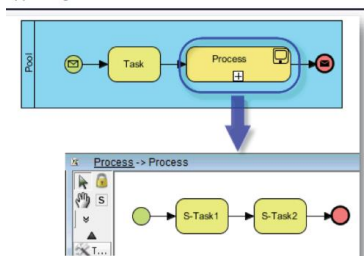 Pool
Task
Process
Process -> Process
S
T...
S-Task1
S-Task2